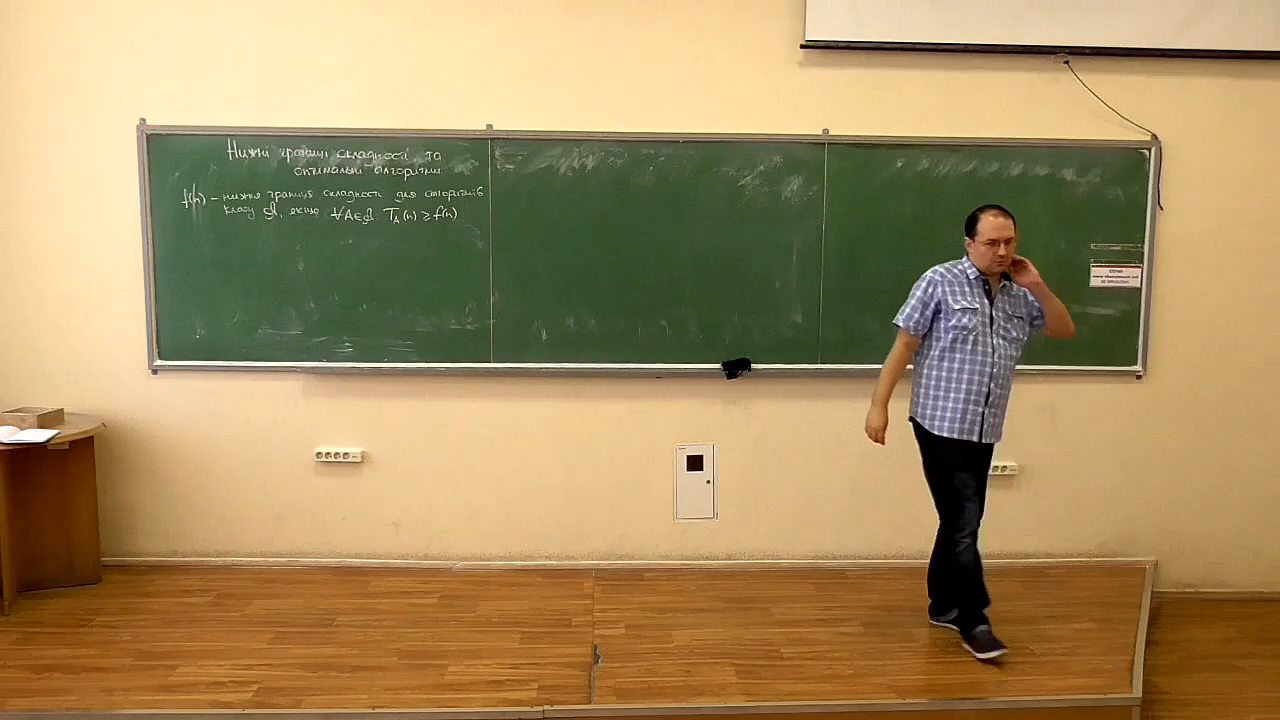 Нижні границі складності та
оптимальні алгоритми
f(n) – нижня границя складності для алгоритмів
класу 𝒜, якщо ∀A∈𝒜 T_A(n) ≥ f(n)